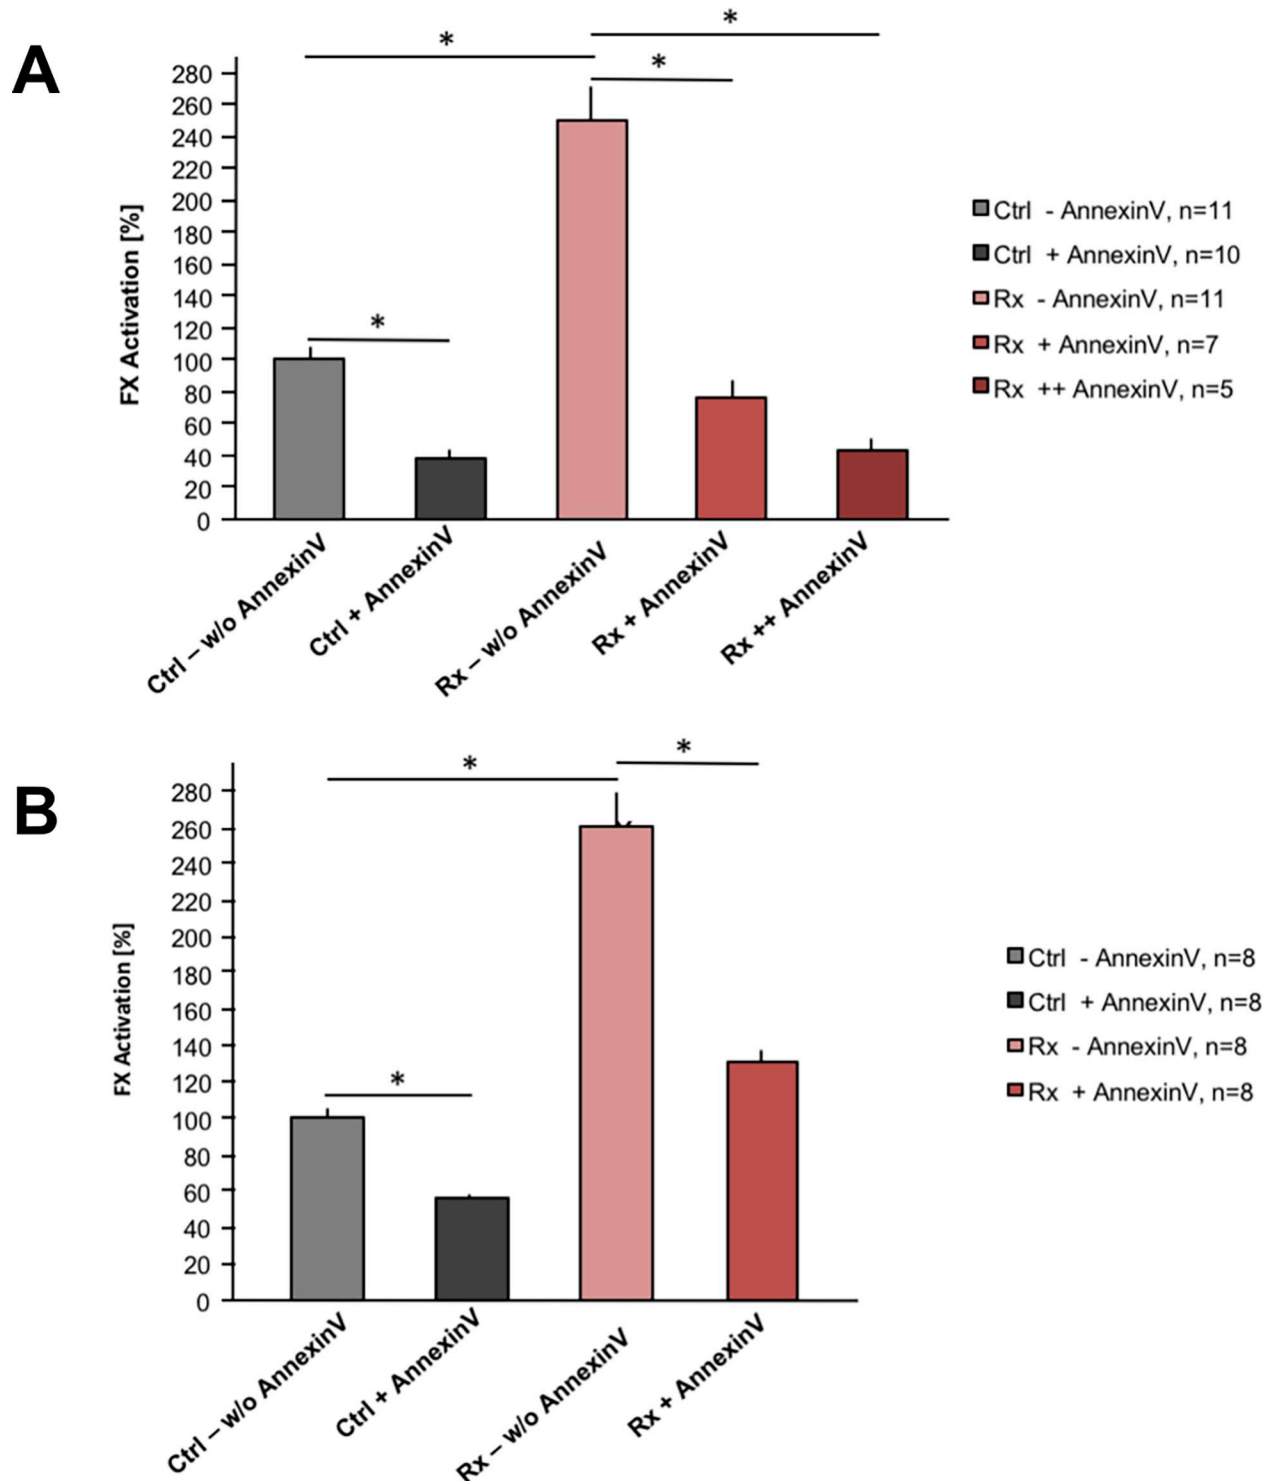 A
*
*
*
*
280
260
240
220
200
180
160
140
120
100
80
60
40
20
0
FX Activation [%]
Ctrl – w/o AnnexinV
Ctrl + AnnexinV
Rx – w/o AnnexinV
Rx + AnnexinV
Rx ++ AnnexinV
Ctrl - AnnexinV, n=11
Ctrl + AnnexinV, n=10
Rx - AnnexinV, n=11
Rx + AnnexinV, n=7
Rx ++ AnnexinV, n=5
B
*
*
*
280
260
240
220
200
180
160
140
120
100
80
60
40
20
0
FX Activation [%]
Ctrl – w/o AnnexinV
Ctrl + AnnexinV
Rx – w/o AnnexinV
Rx + AnnexinV
Ctrl - AnnexinV, n=8
Ctrl + AnnexinV, n=8
Rx - AnnexinV, n=8
Rx + AnnexinV, n=8